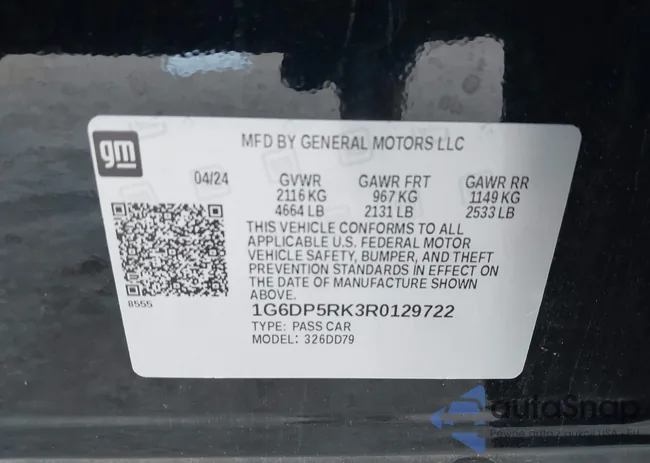 gm
MFD BY GENERAL MOTORS LLC
04/24 GVWR GAWR FRT GAWR RR
2116 KG 967 KG 1149 KG
4664 LB 2131 LB 2533 LB
THIS VEHICLE CONFORMS TO ALL
APPLICABLE U.S. FEDERAL MOTOR
VEHICLE SAFETY, BUMPER, AND THEFT
PREVENTION STANDARDS IN EFFECT ON
THE DATE OF MANUFACTURE SHOWN
ABOVE.
8555
1G6DP5RK3R0129722
TYPE: PASS CAR
MODEL: 326DD79
autoSnap